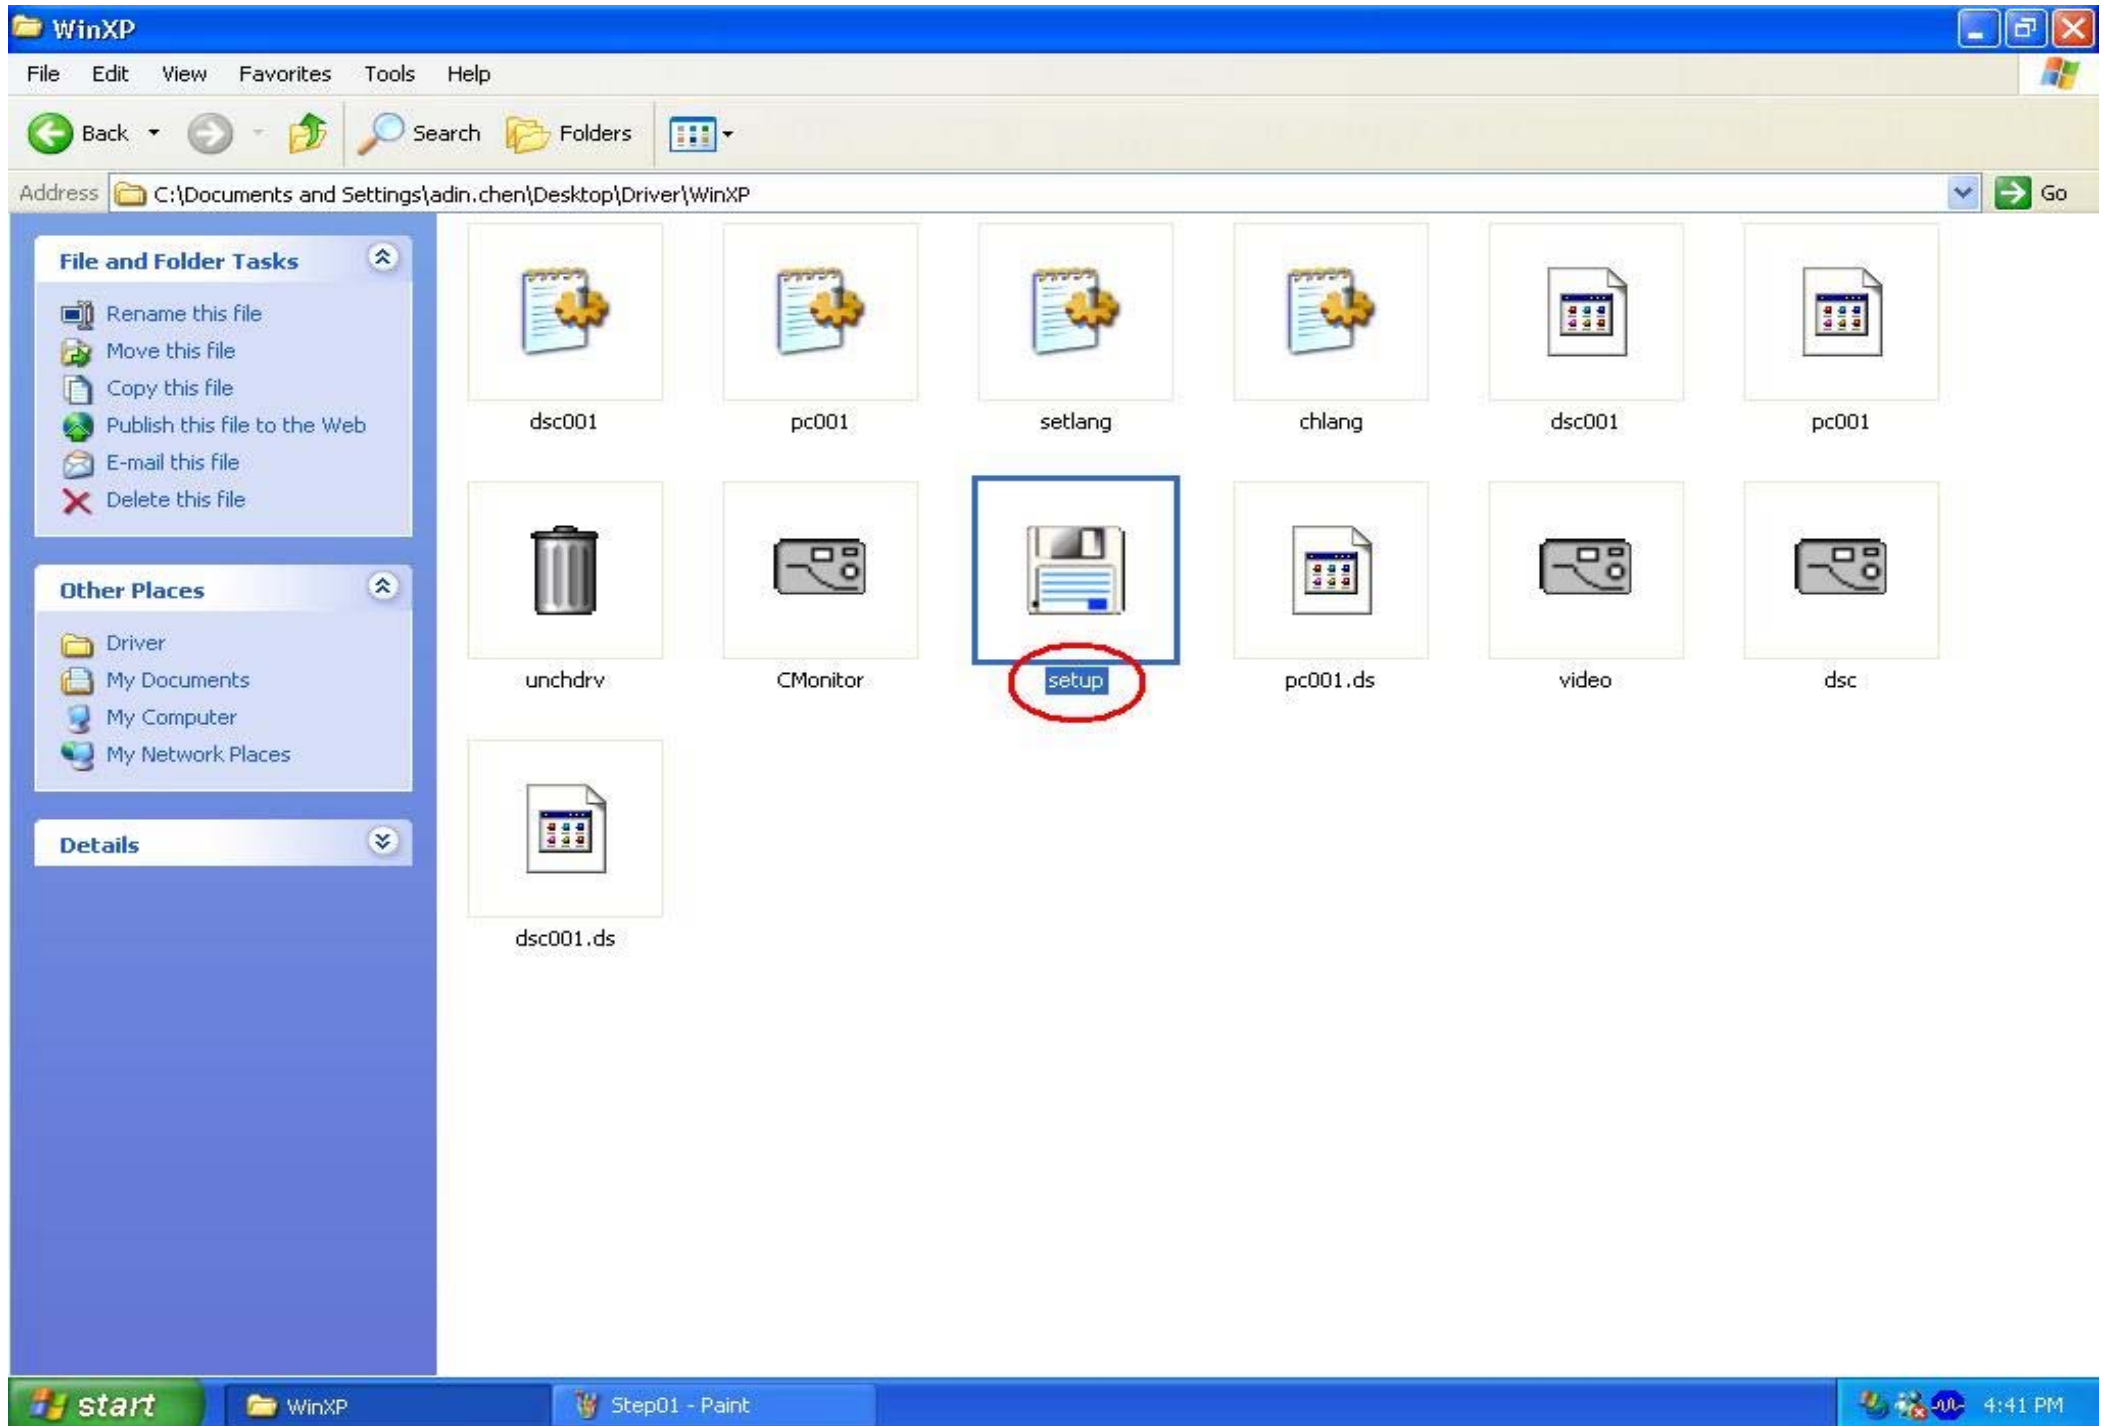 WinXP
File Edit View Favorites Tools Help
Back Search Folders
Address C:\Documents and Settings\adin.chen\Desktop\Driver\WinXP Go
File and Folder Tasks
Rename this file
Move this file
Copy this file
Publish this file to the Web
E-mail this file
Delete this file
Other Places
Driver
My Documents
My Computer
My Network Places
Details
dsc001 pc001 setlang chlang dsc001 pc001
unchdrv CMonitor setup pc001.ds video dsc
dsc001.ds
start WinXP Step01 - Paint 4:41 PM